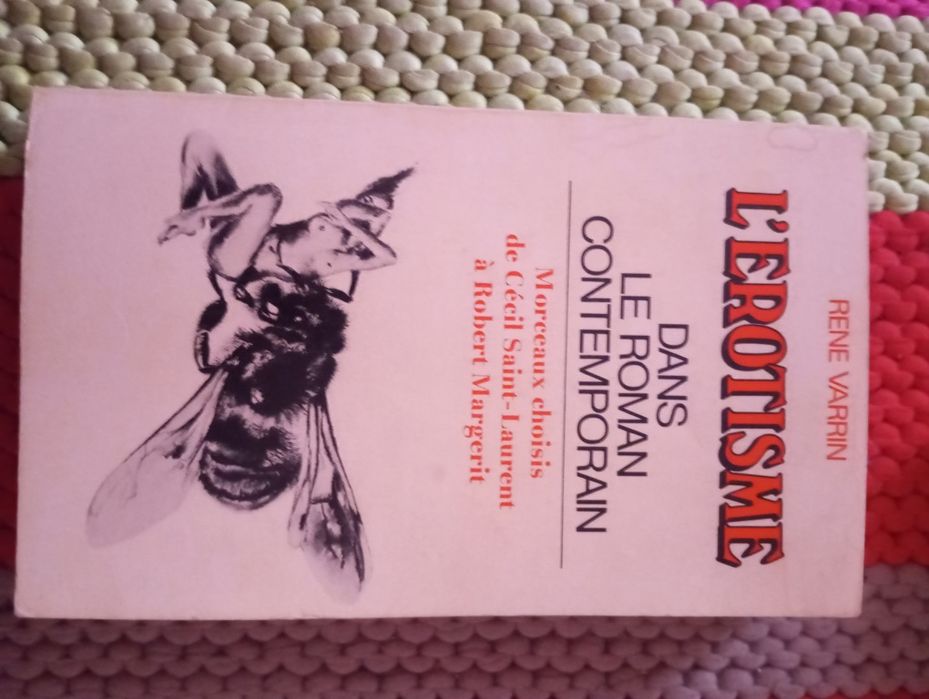 RENE VARRIN
L'EROTISME
DANS
LE ROMAN
CONTEMPORAIN
Morceaux choisis
de Cécil Saint-Laurent
à Robert Margerit